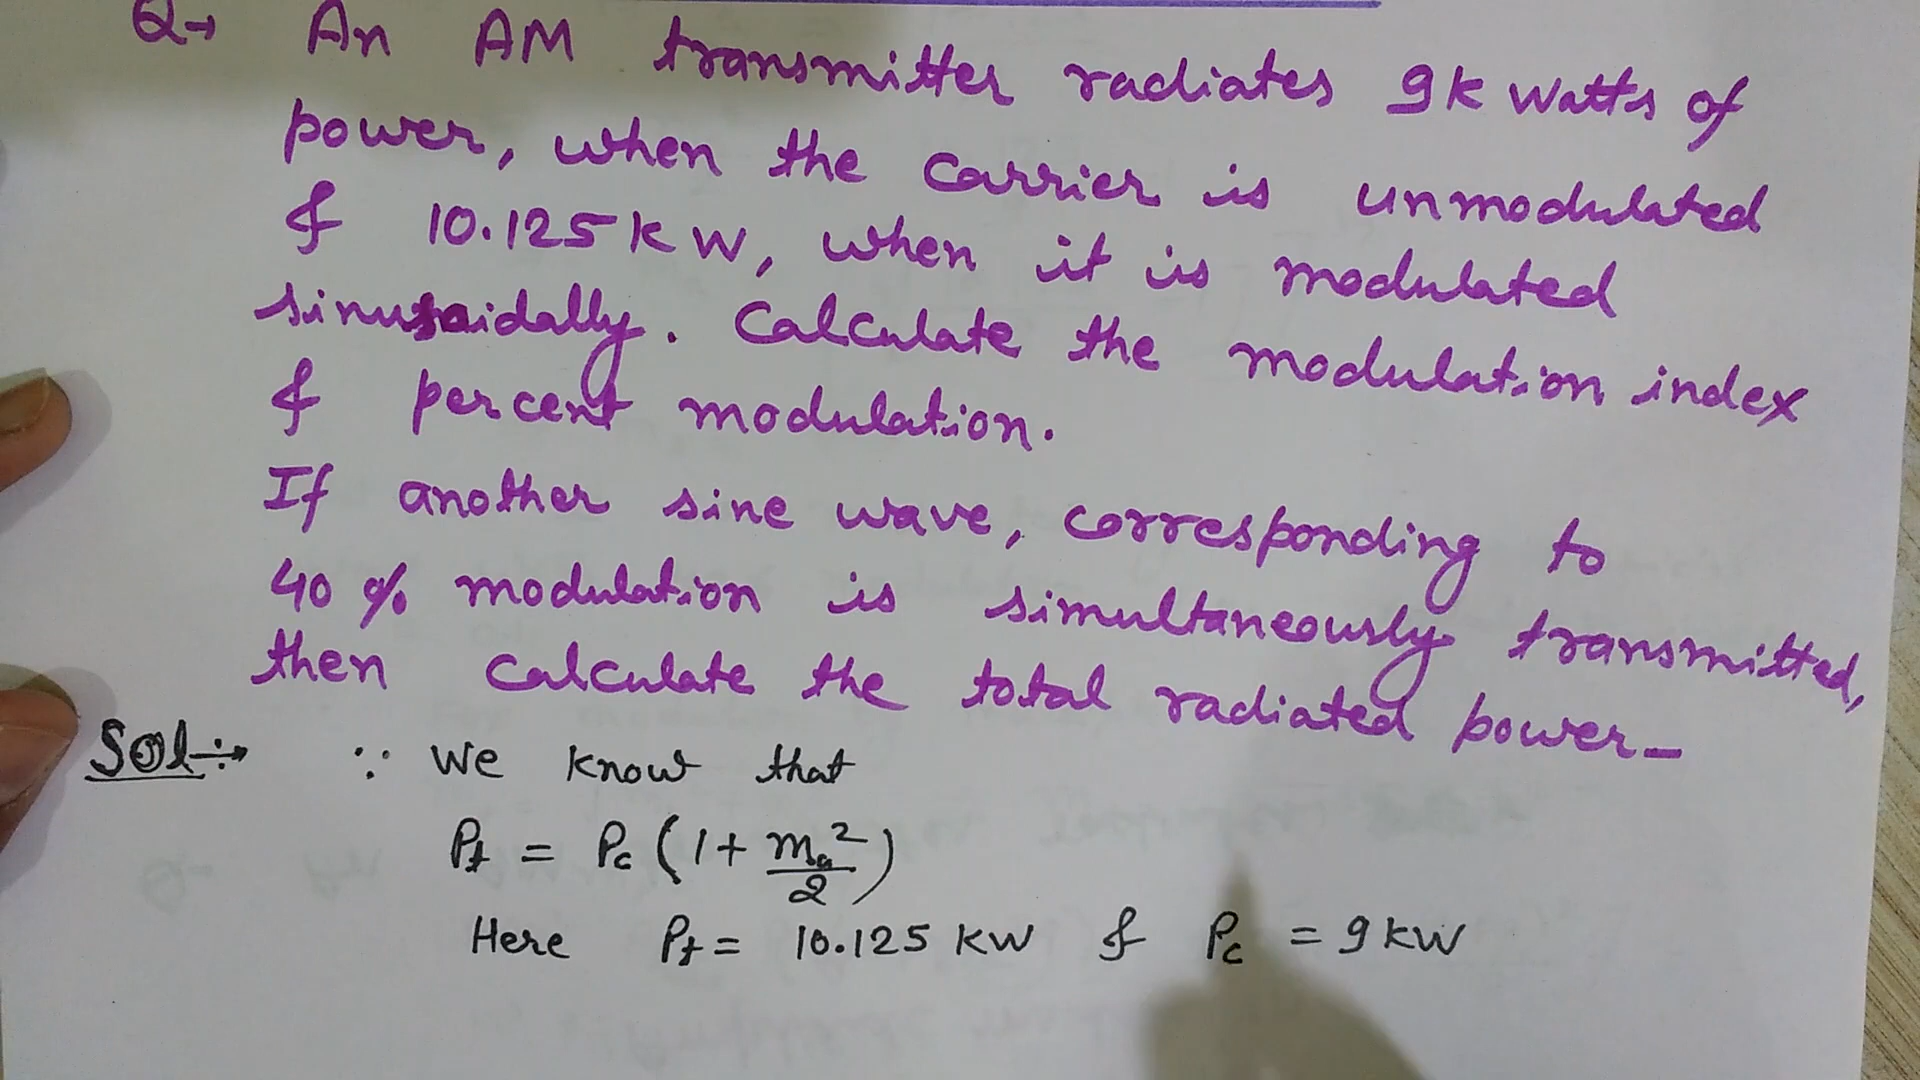 Q→ An AM transmitter radiates 9k watts of
power, when the carrier is unmodulated
& 10.125 kW, when it is modulated
sinusoidally. Calculate the modulation index
& percent modulation.
If another sine wave, corresponding to
40 % modulation is simultaneously transmitted,
then calculate the total radiated power-
Sol÷→ ∵ We know that
Pt = Pc (1 + ma²/2)
Here Pt = 10.125 KW & Pc = 9 KW